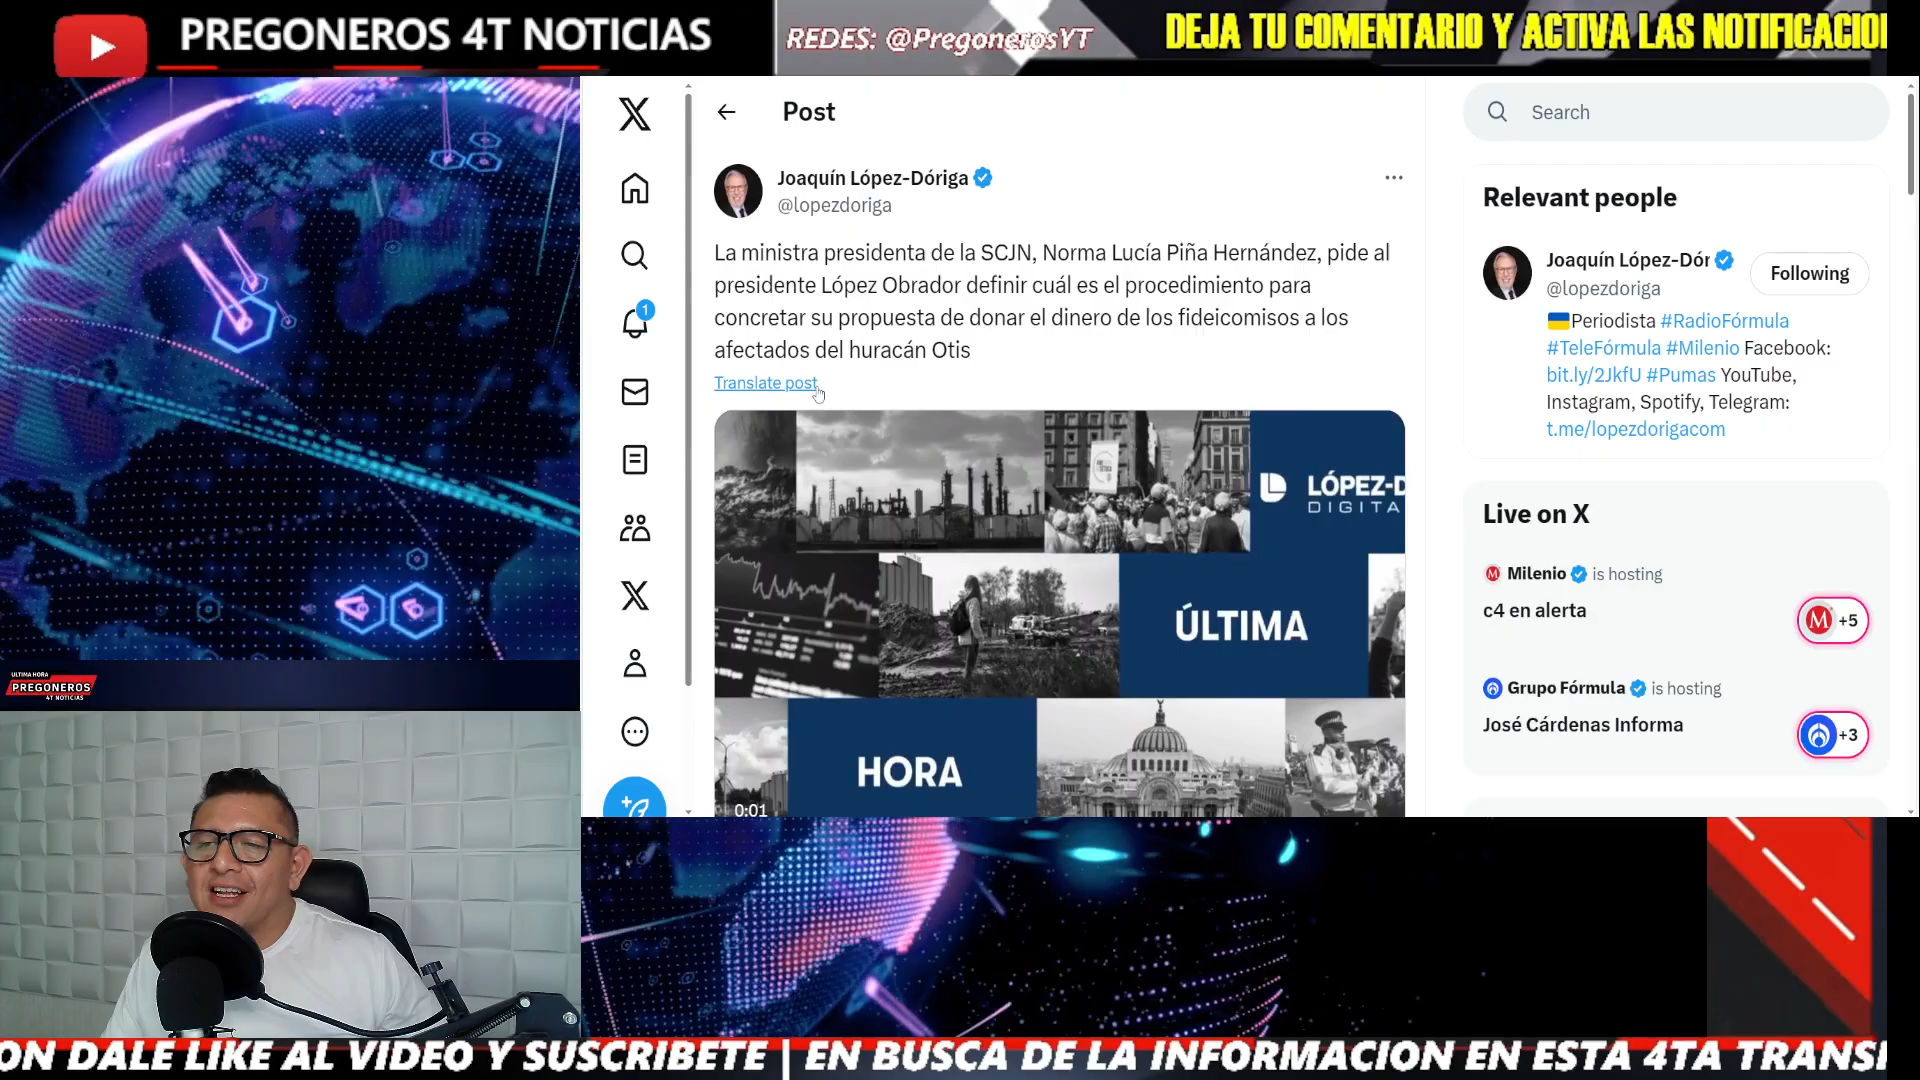 PREGONEROS 4T NOTICIAS
REDES: @PregonerosYT
DEJA TU COMENTARIO Y ACTIVA LAS NOTIFICACIO
Post
Joaquín López-Dóriga
@lopezdoriga
La ministra presidenta de la SCJN, Norma Lucía Piña Hernández, pide al
presidente López Obrador definir cuál es el procedimiento para
concretar su propuesta de donar el dinero de los fideicomisos a los
afectados del huracán Otis
Translate post
LÓPEZ-D
DIGITA
ÚLTIMA
HORA
0:01
1
Search
Relevant people
Joaquín López-Dór
Following
@lopezdoriga
Periodista #RadioFórmula
#TeleFórmula #Milenio Facebook:
bit.ly/2JkfU #Pumas YouTube,
Instagram, Spotify, Telegram:
t.me/lopezdorigacom
Live on X
Milenio is hosting
c4 en alerta
M +5
Grupo Fórmula is hosting
José Cárdenas Informa
+3
ULTIMA HORA
PREGONEROS
4T NOTICIAS
ON DALE LIKE AL VIDEO Y SUSCRIBETE | EN BUSCA DE LA INFORMACION EN ESTA 4TA TRANSI